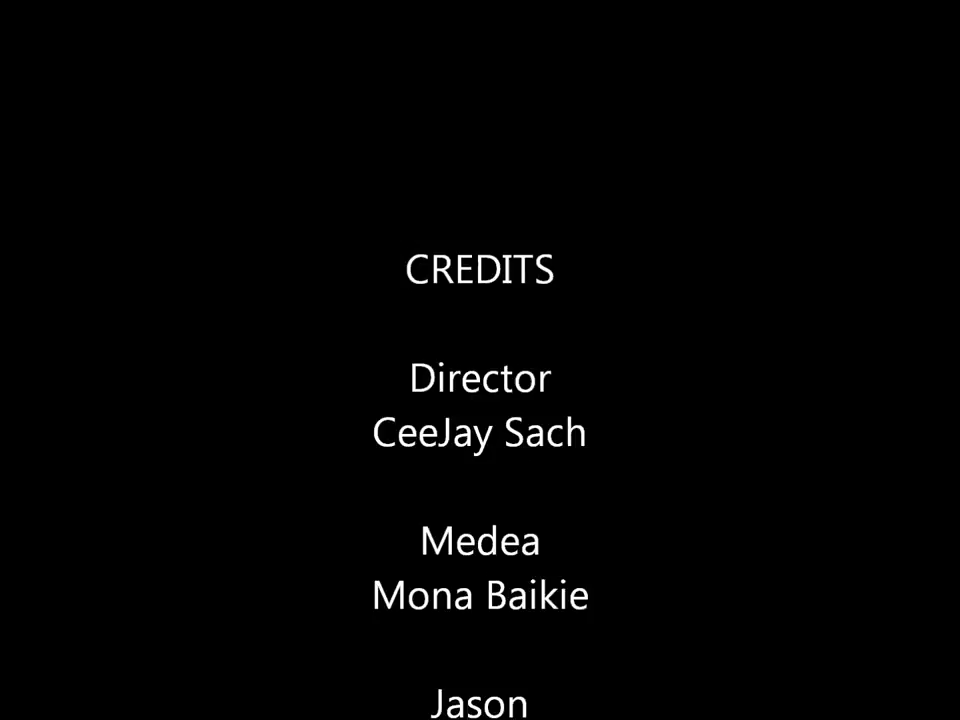 CREDITS
Director
CeeJay Sach
Medea
Mona Baikie
Jason